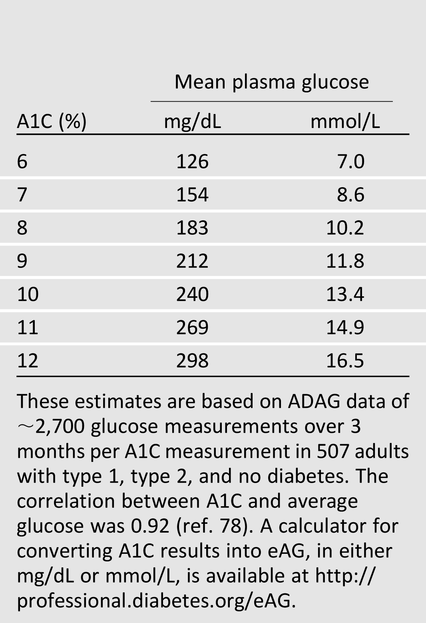 Mean plasma glucose
A1C (%) mg/dL mmol/L
6 126 7.0
7 154 8.6
8 183 10.2
9 212 11.8
10 240 13.4
11 269 14.9
12 298 16.5
These estimates are based on ADAG data of
~2,700 glucose measurements over 3
months per A1C measurement in 507 adults
with type 1, type 2, and no diabetes. The
correlation between A1C and average
glucose was 0.92 (ref. 78). A calculator for
converting A1C results into eAG, in either
mg/dL or mmol/L, is available at http://
professional.diabetes.org/eAG.